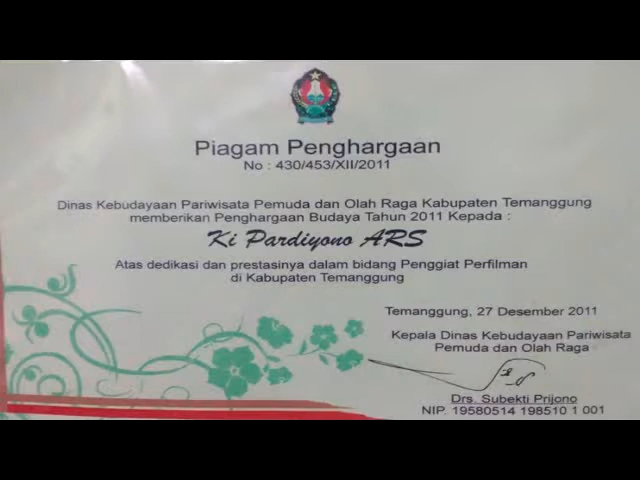 Piagam Penghargaan
No : 430/453/XII/2011
Dinas Kebudayaan Pariwisata Pemuda dan Olah Raga Kabupaten Temanggung
memberikan Penghargaan Budaya Tahun 2011 Kepada :
Ki Pardiyono ARS
Atas dedikasi dan prestasinya dalam bidang Penggiat Perfilman
di Kabupaten Temanggung
Temanggung, 27 Desember 2011
Kepala Dinas Kebudayaan Pariwisata
Pemuda dan Olah Raga
Drs. Subekti Prijono
NIP. 19580514 198510 1 001